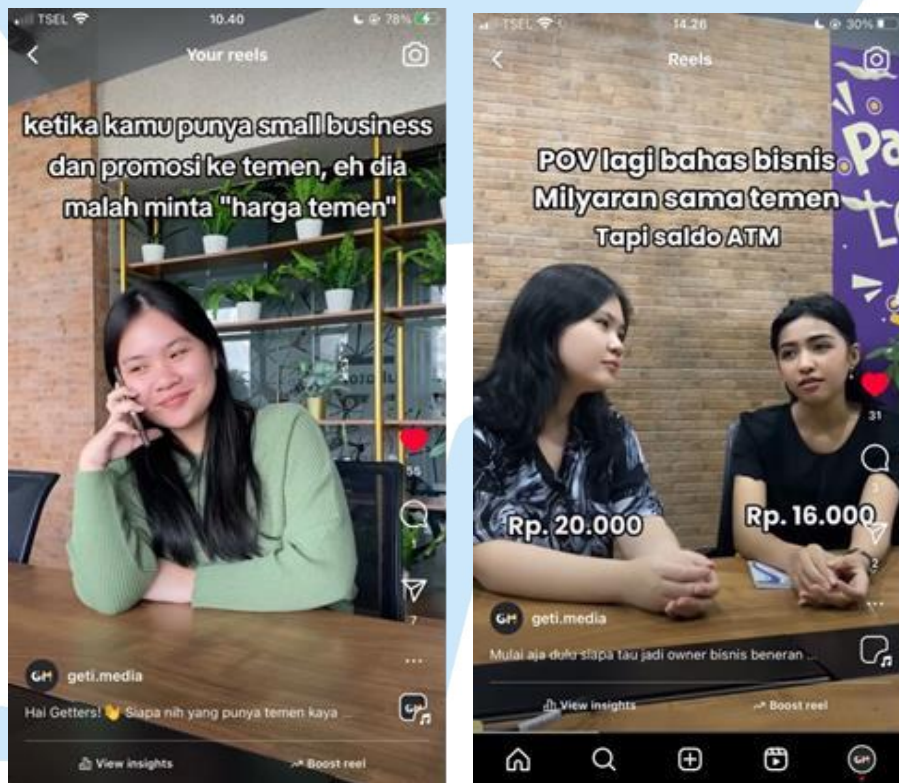 TSEL 10.40 78%
Your reels
ketika kamu punya small business
dan promosi ke temen, eh dia
malah minta "harga temen"
55
7
GM geti.media
Hai Getters! 👋 Siapa nih yang punya temen kaya ...
View insights
Boost reel
TSEL 14.26 30%
Reels
POV lagi bahas bisnis
Milyaran sama temen
Tapi saldo ATM
31
Rp. 20.000
Rp. 16.000
3
2
GM geti.media
Mulai aja dulu siapa tau jadi owner bisnis beneran ...
View insights
Boost reel